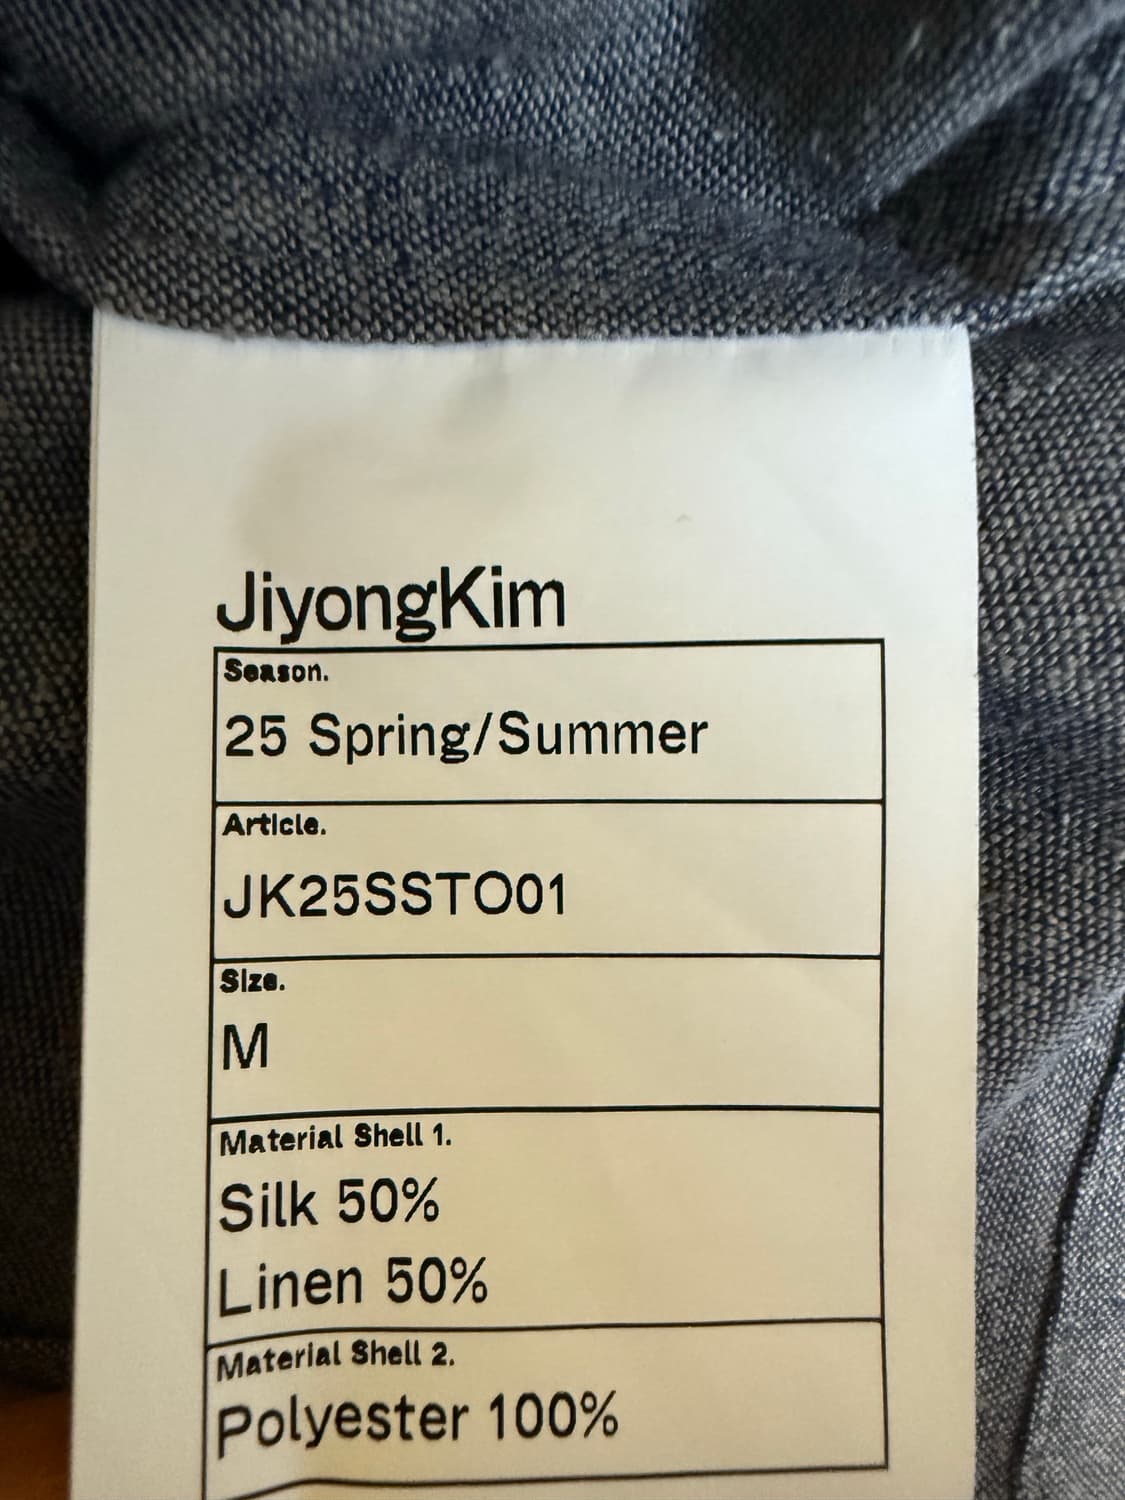 JiyongKim
Season.
25 Spring/Summer
Article.
JK25SSTO01
Size.
M
Material Shell 1.
Silk 50%
Linen 50%
Material Shell 2.
Polyester 100%